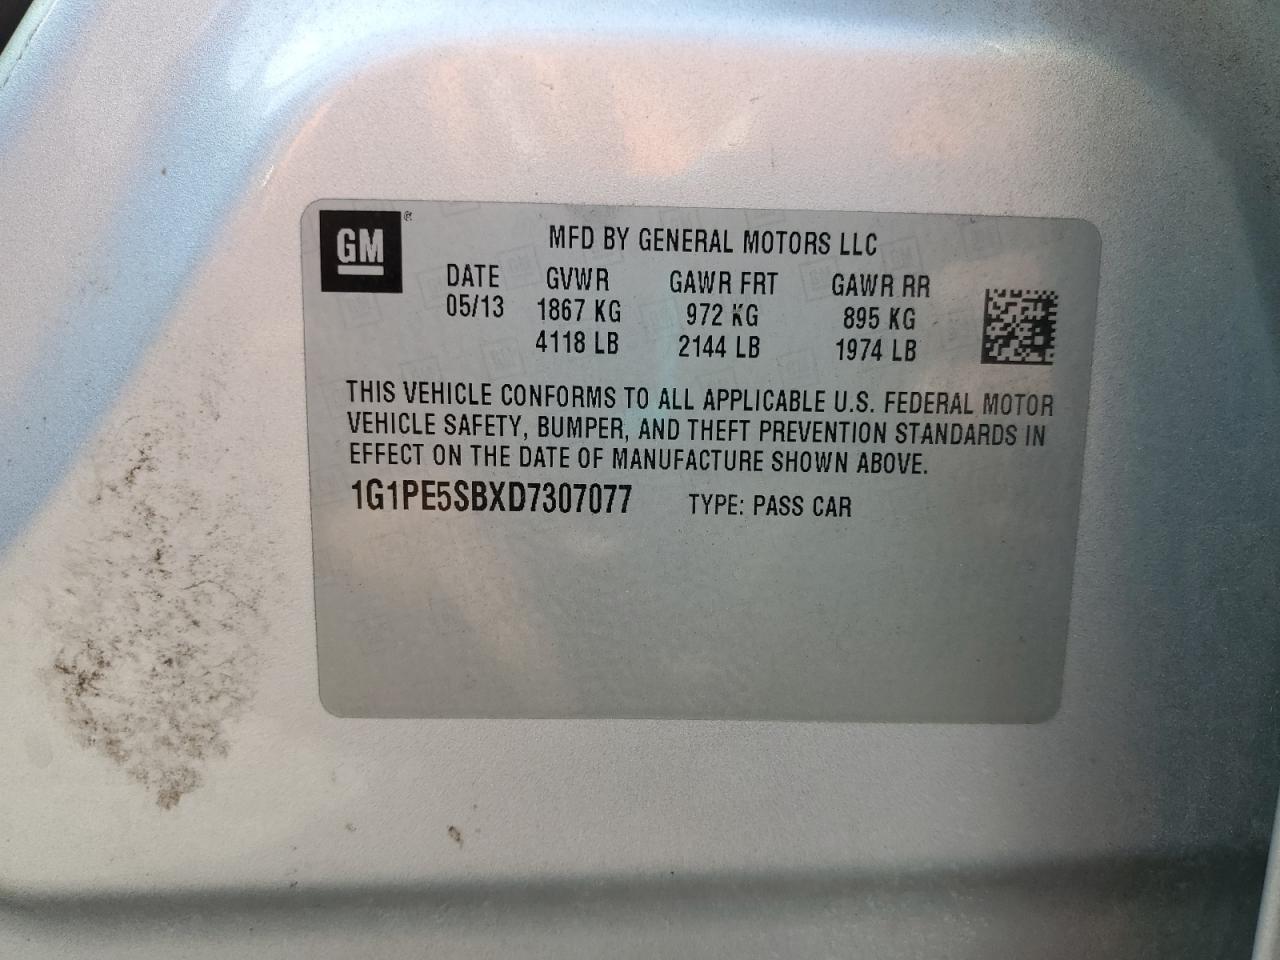 GM®
MFD BY GENERAL MOTORS LLC
DATE GVWR GAWR FRT GAWR RR
05/13 1867 KG 972 KG 895 KG
4118 LB 2144 LB 1974 LB
THIS VEHICLE CONFORMS TO ALL APPLICABLE U.S. FEDERAL MOTOR
VEHICLE SAFETY, BUMPER, AND THEFT PREVENTION STANDARDS IN
EFFECT ON THE DATE OF MANUFACTURE SHOWN ABOVE.
1G1PE5SBXD7307077 TYPE: PASS CAR